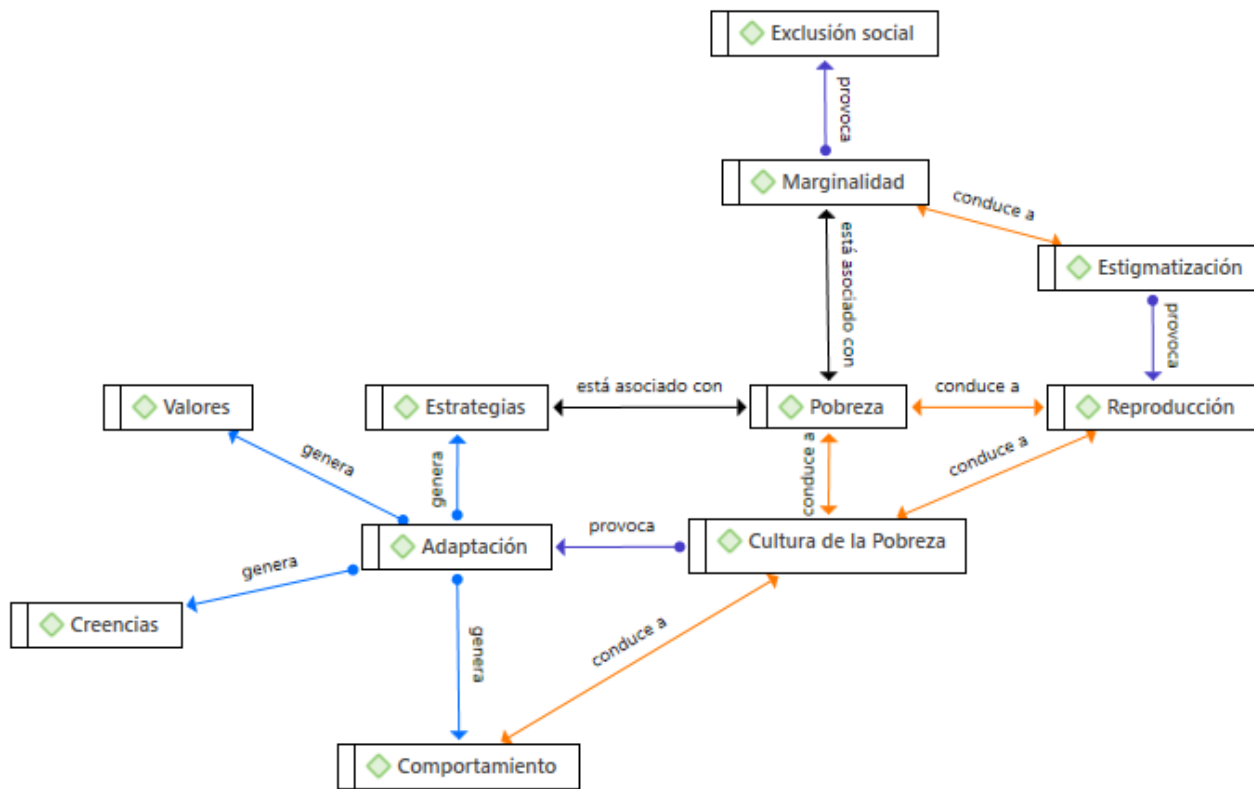 Exclusión social
provoca
Marginalidad
conduce a
está asociado con
Estigmatización
provoca
Valores
Estrategias
está asociado con
Pobreza
conduce a
Reproducción
genera
genera
conduce a
conduce a
Adaptación
provoca
Cultura de la Pobreza
genera
Creencias
genera
conduce a
Comportamiento